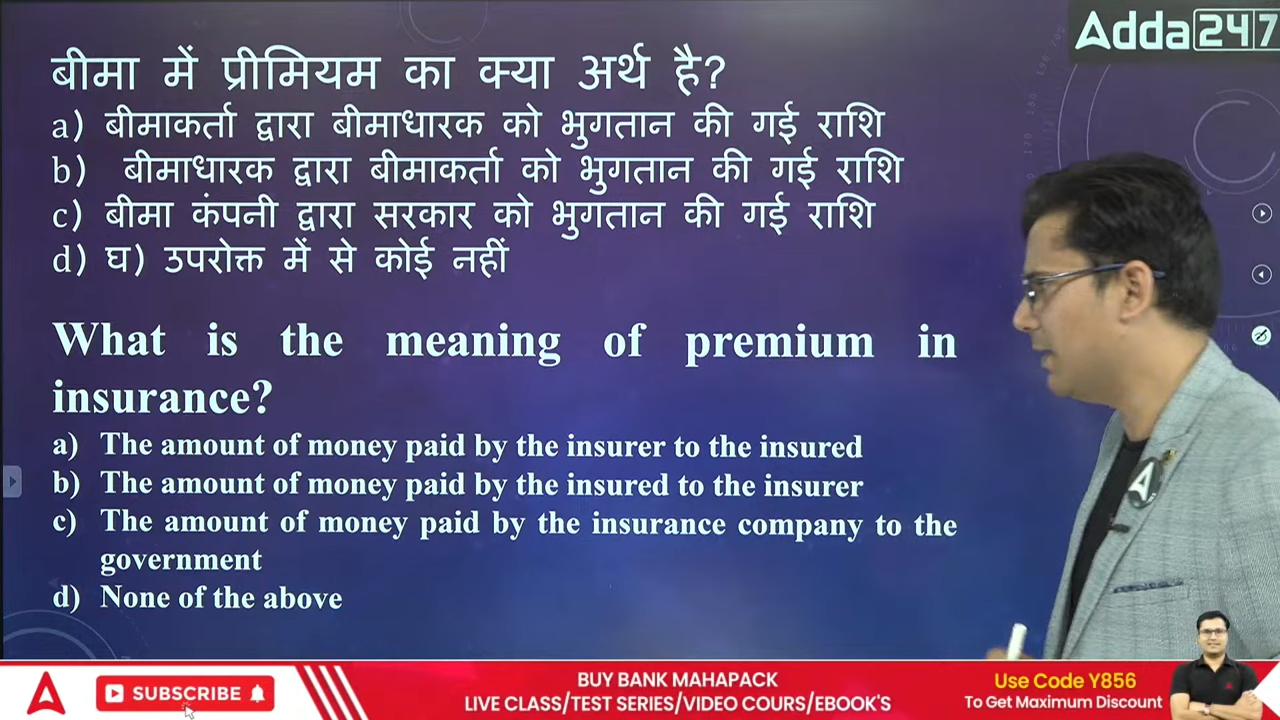 Adda247
बीमा में प्रीमियम का क्या अर्थ है?
a) बीमाकर्ता द्वारा बीमाधारक को भुगतान की गई राशि
b) बीमाधारक द्वारा बीमाकर्ता को भुगतान की गई राशि
c) बीमा कंपनी द्वारा सरकार को भुगतान की गई राशि
d) घ) उपरोक्त में से कोई नहीं
What is the meaning of premium in
insurance?
a) The amount of money paid by the insurer to the insured
b) The amount of money paid by the insured to the insurer
c) The amount of money paid by the insurance company to the
government
d) None of the above
SUBSCRIBE
BUY BANK MAHAPACK
LIVE CLASS/TEST SERIES/VIDEO COURS/EBOOK'S
Use Code Y856
To Get Maximum Discount